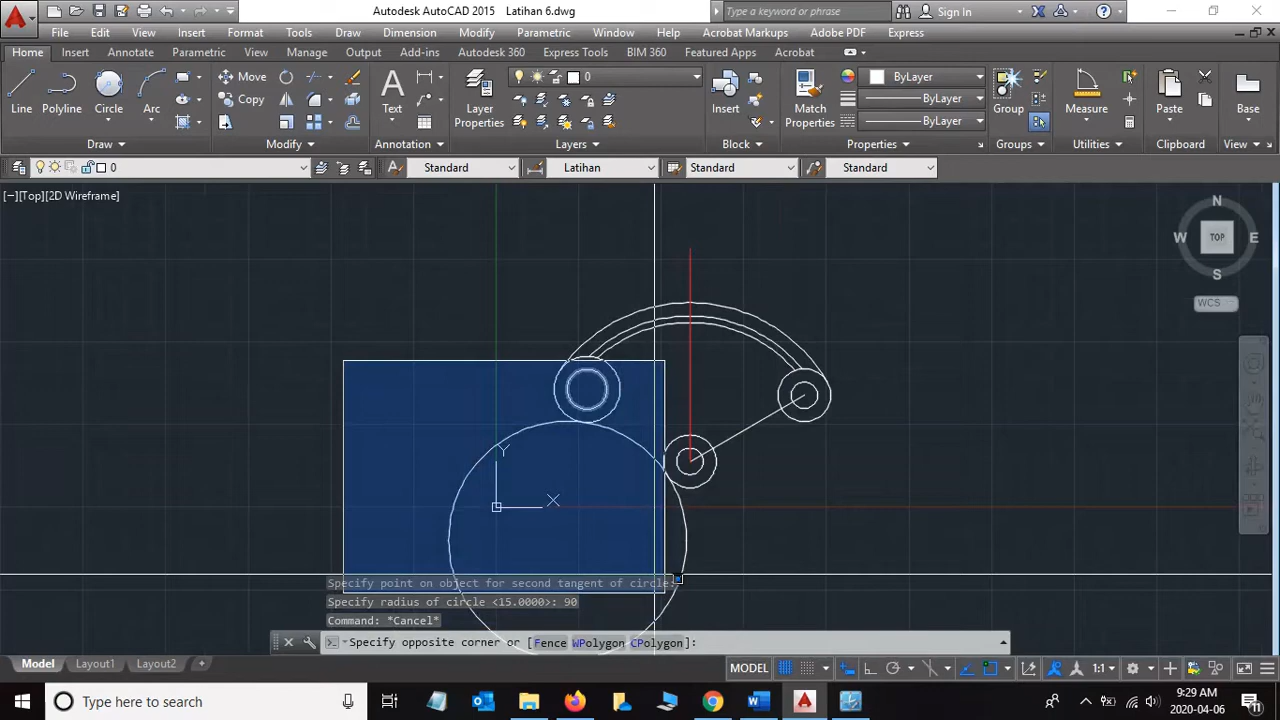 Autodesk AutoCAD 2015 Latihan 6.dwg Type a keyword or phrase Sign In
File Edit View Insert Format Tools Draw Dimension Modify Parametric Window Help Acrobat Markups Adobe PDF Express
Home Insert Annotate Parametric View Manage Output Add-ins Autodesk 360 Express Tools BIM 360 Featured Apps Acrobat
Move 0 ByLayer
Copy ByLayer
Line Polyline Circle Arc Text Layer Properties Insert Match Properties Group Measure Paste Base
ByLayer
Draw Modify Annotation Layers Block Properties Groups Utilities Clipboard View
0 Standard Latihan Standard Standard
[−][Top][2D Wireframe]
N
W TOP E
S
WCS
Y
X
Specify point on object for second tangent of circle:
Specify radius of circle <15.0000>: 90
Command: *Cancel*
Specify opposite corner or [Fence WPolygon CPolygon]:
Model Layout1 Layout2 + MODEL 1:1
Type here to search 9:29 AM
2020-04-06
11